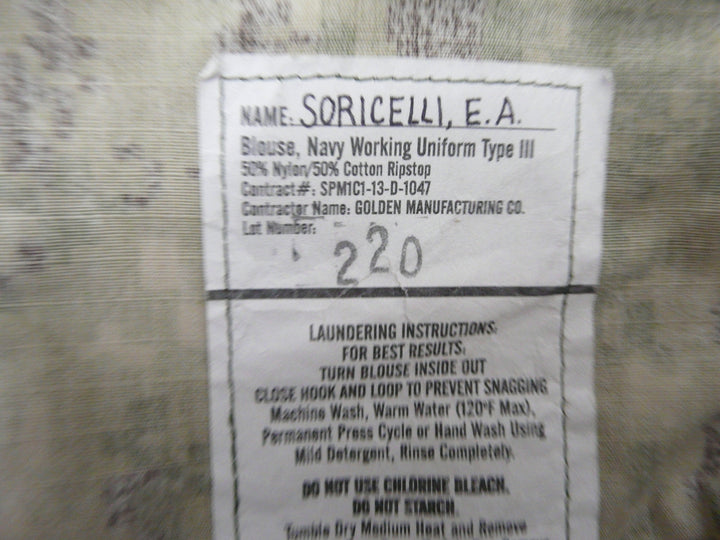 NAME: SORICELLI, E.A.
Blouse, Navy Working Uniform Type III
50% Nylon/50% Cotton Ripstop
Contract#: SPM1C1-13-D-1047
Contractor Name: GOLDEN MANUFACTURING CO.
Lot Number:
220
LAUNDERING INSTRUCTIONS:
FOR BEST RESULTS:
TURN BLOUSE INSIDE OUT
CLOSE HOOK AND LOOP TO PREVENT SNAGGING
Machine Wash, Warm Water (120°F Max),
Permanent Press Cycle or Hand Wash Using
Mild Detergent, Rinse Completely.
DO NOT USE CHLORINE BLEACH.
DO NOT STARCH.
Tumble Dry Medium Heat and Remove